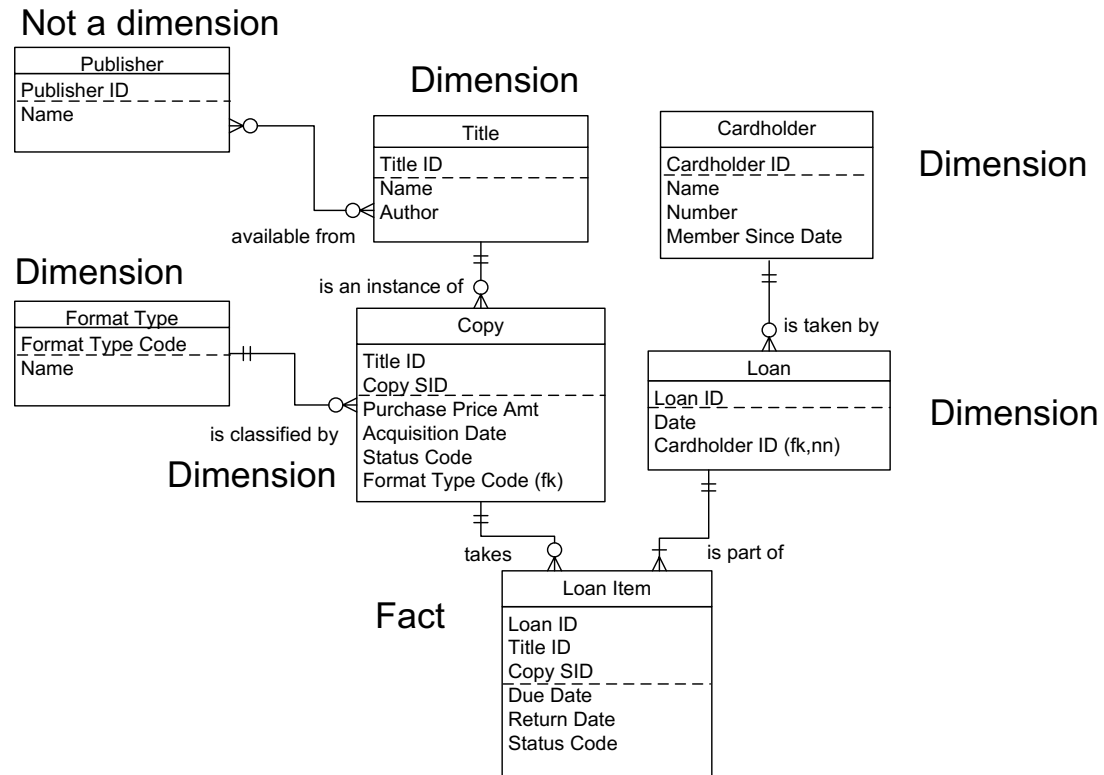 Not a dimension
Publisher
Publisher ID
Name
Dimension
Title
Title ID
Name
Author
available from
Cardholder
Cardholder ID
Name
Number
Member Since Date
Dimension
Dimension
Format Type
Format Type Code
Name
is classified by
is an instance of
Copy
Title ID
Copy SID
Purchase Price Amt
Acquisition Date
Status Code
Format Type Code (fk)
Dimension
is taken by
Loan
Loan ID
Date
Cardholder ID (fk,nn)
Dimension
takes
is part of
Fact
Loan Item
Loan ID
Title ID
Copy SID
Due Date
Return Date
Status Code